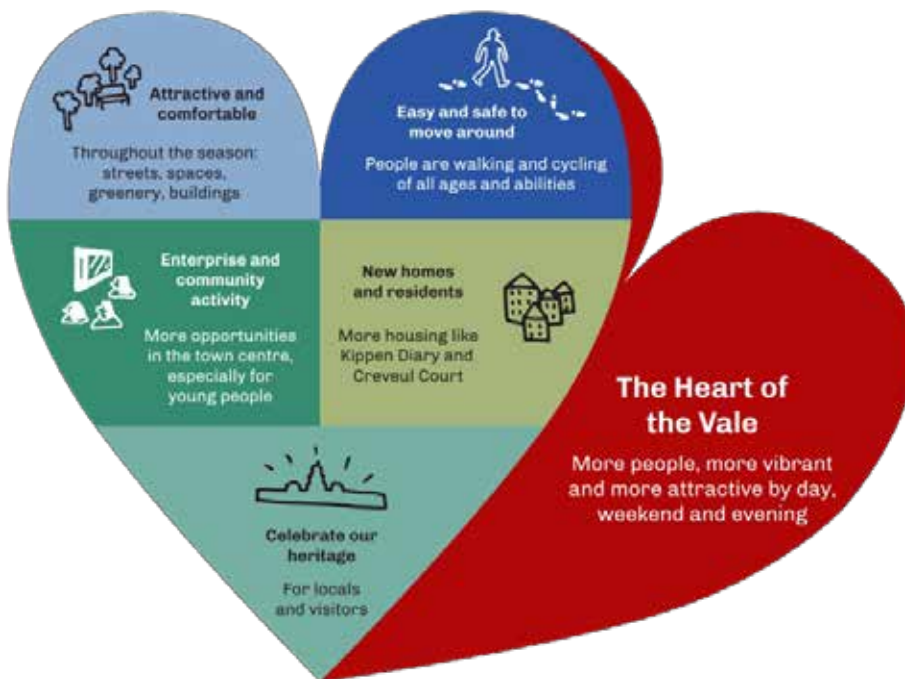 Attractive and
comfortable
Throughout the season:
streets, spaces,
greenery, buildings
Easy and safe to
move around
People are walking and cycling
of all ages and abilities
Enterprise and
community
activity
More opportunities
in the town centre,
especially for
young people
New homes
and residents
More housing like
Kippen Diary and
Creveul Court
Celebrate our
heritage
For locals
and visitors
The Heart of
the Vale
More people, more vibrant
and more attractive by day,
weekend and evening